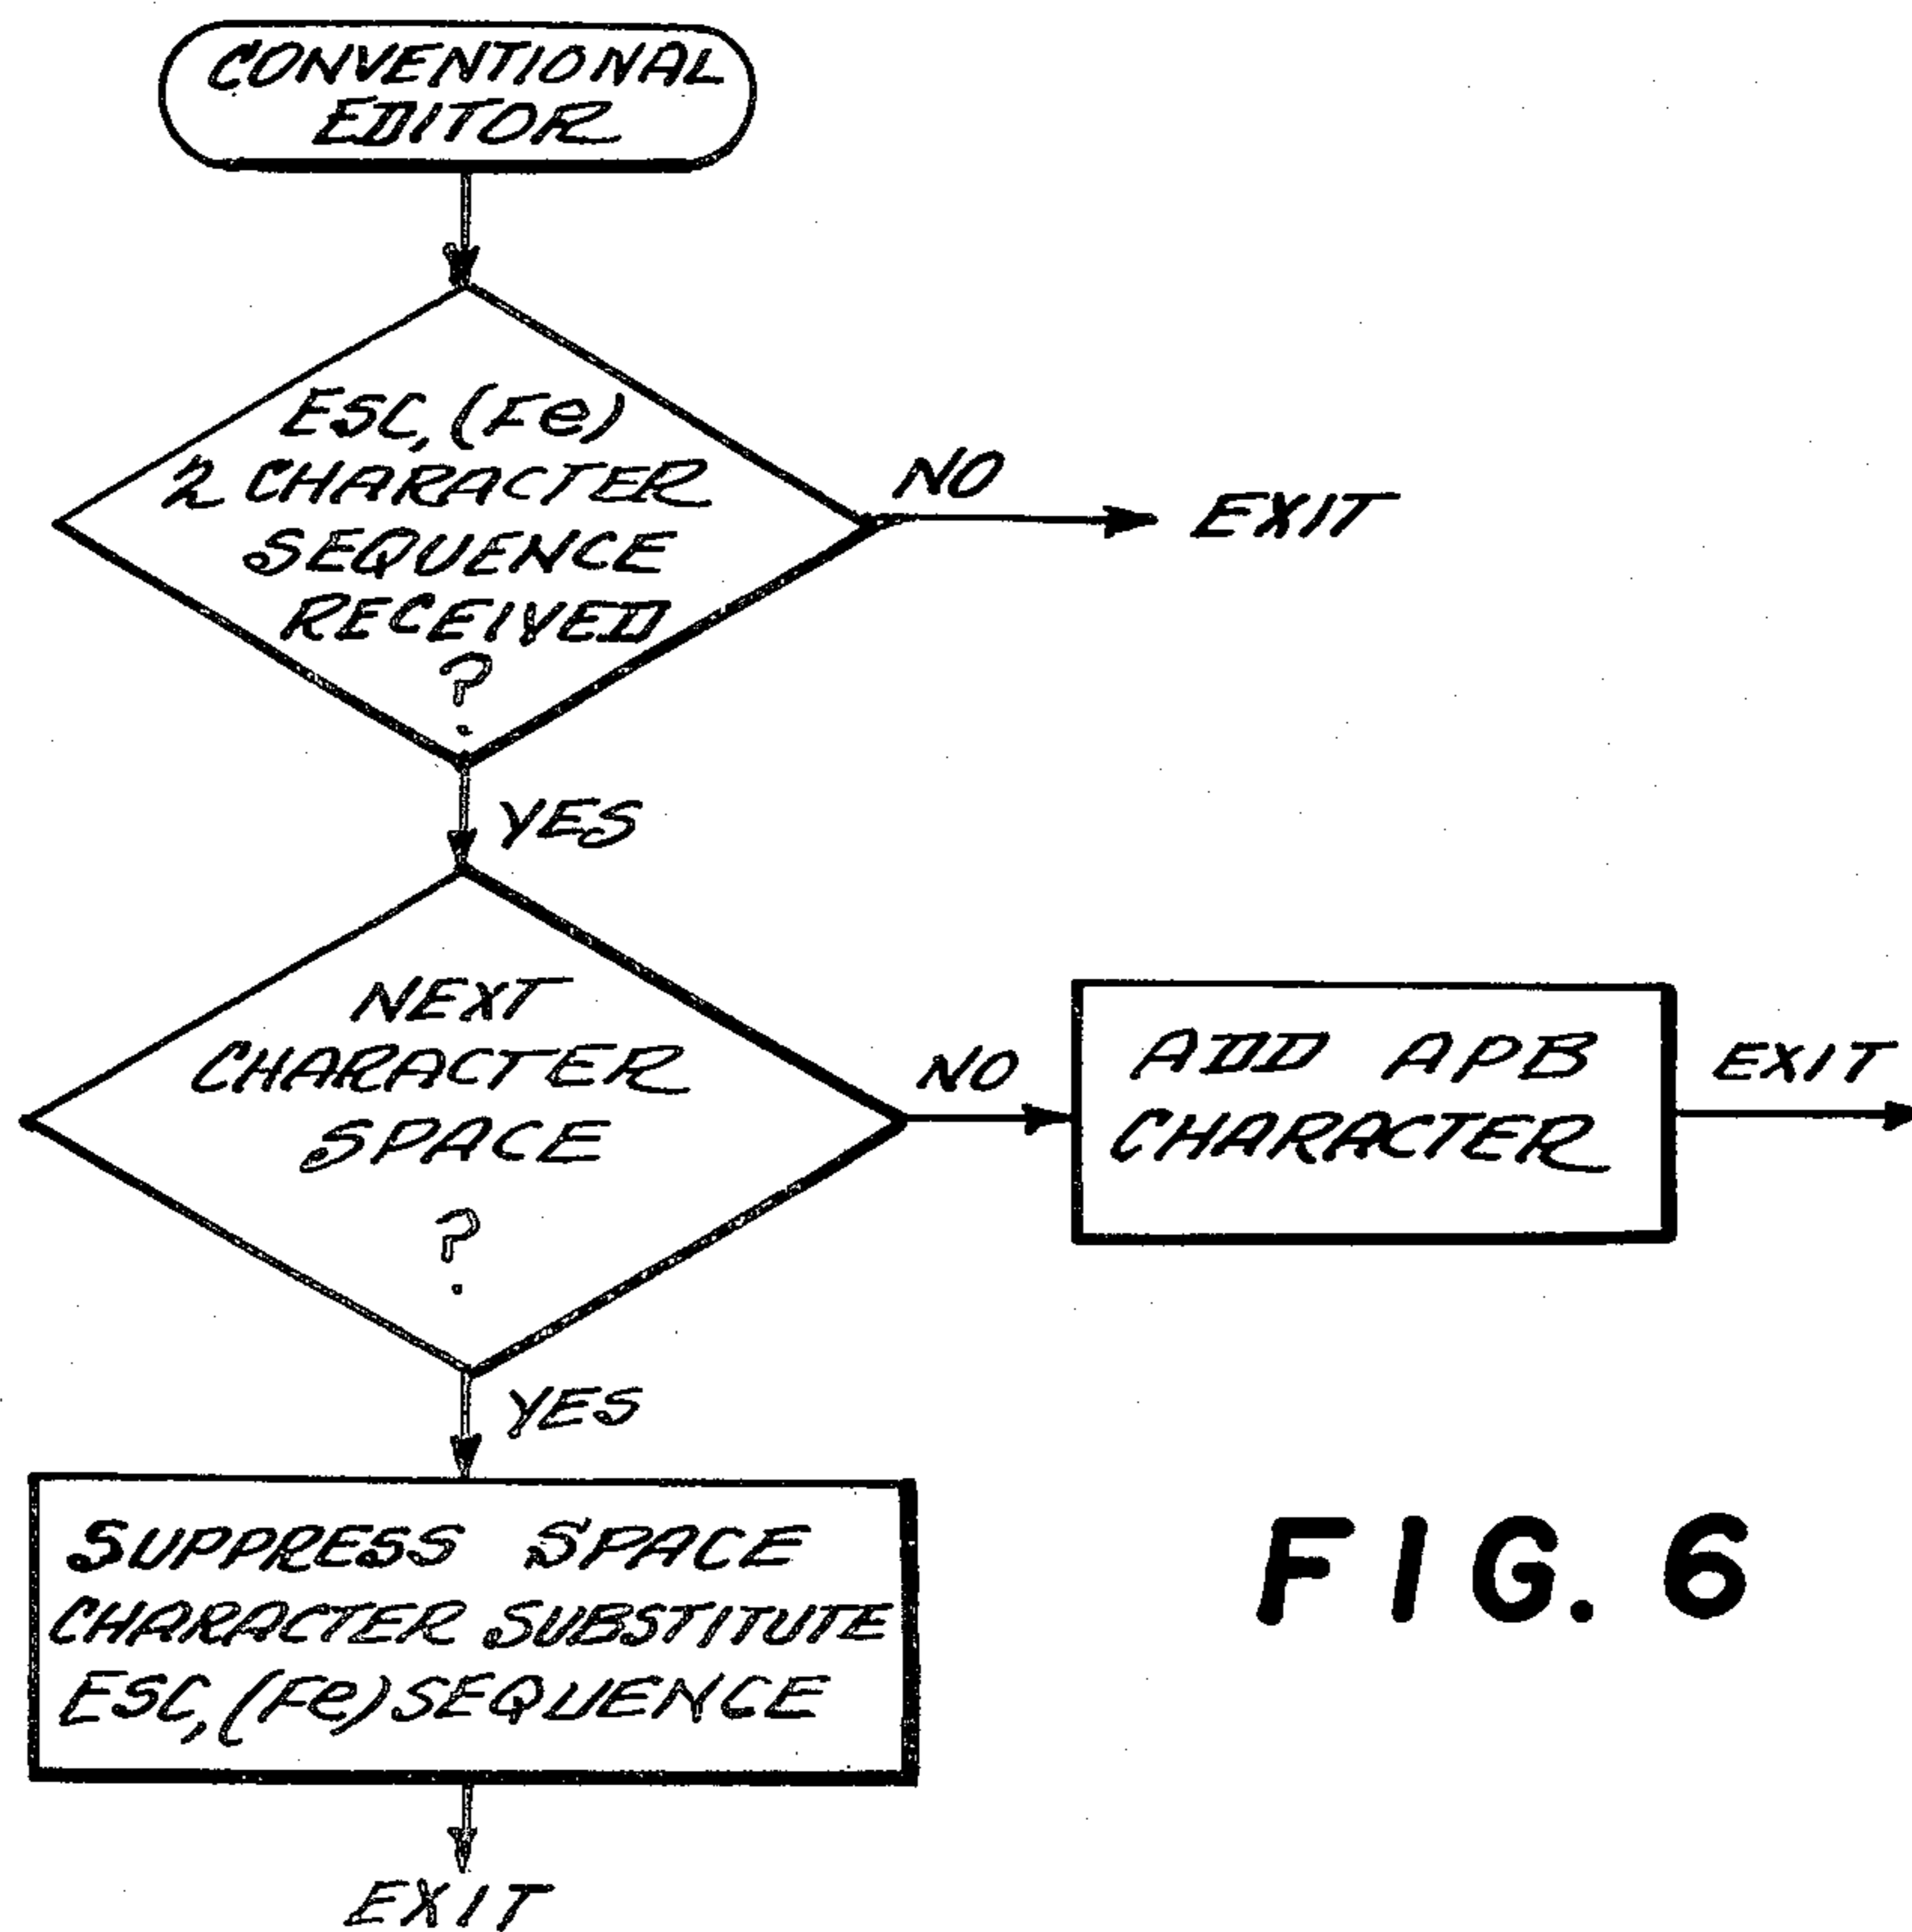 CONVENTIONAL
EDITOR
ESC, (Fe)
2 CHARACTER
SEQUENCE
RECEIVED
?
NO
EXIT
YES
NEXT
CHARACTER
SPACE
?
NO
ADD APB
CHARACTER
EXIT
YES
SUPPRESS SPACE
CHARACTER SUBSTITUTE
ESC, (Fe) SEQUENCE
EXIT
FIG. 6